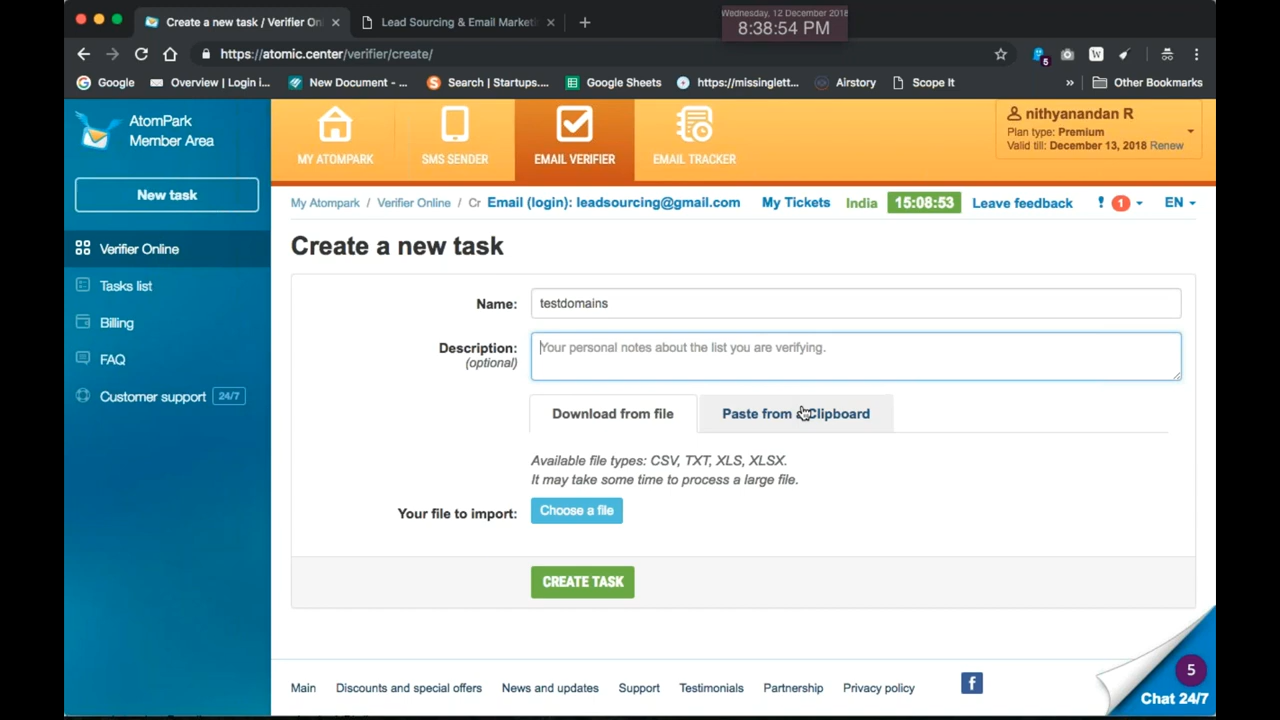 Create a new task / Verifier Onl
Lead Sourcing & Email Market
Wednesday, 12 December 2018
8:38:54 PM
https://atomic.center/verifier/create/
5
W
Google
Overview | Login i...
New Document - ...
Search | Startups....
Google Sheets
https://missinglett...
Airstory
Scope It
»
Other Bookmarks
AtomPark
Member Area
MY ATOMPARK
SMS SENDER
EMAIL VERIFIER
EMAIL TRACKER
nithyanandan R
Plan type: Premium
Valid till: December 13, 2018 Renew
New task
My Atompark / Verifier Online / Cr
Email (login): leadsourcing@gmail.com
My Tickets
India
15:08:53
Leave feedback
! 1
EN
Verifier Online
Tasks list
Billing
FAQ
Customer support 24/7
Create a new task
Name: testdomains
Description: Your personal notes about the list you are verifying.
(optional)
Download from file
Paste from a Clipboard
Available file types: CSV, TXT, XLS, XLSX.
It may take some time to process a large file.
Your file to import: Choose a file
CREATE TASK
Main
Discounts and special offers
News and updates
Support
Testimonials
Partnership
Privacy policy
f
5
Chat 24/7